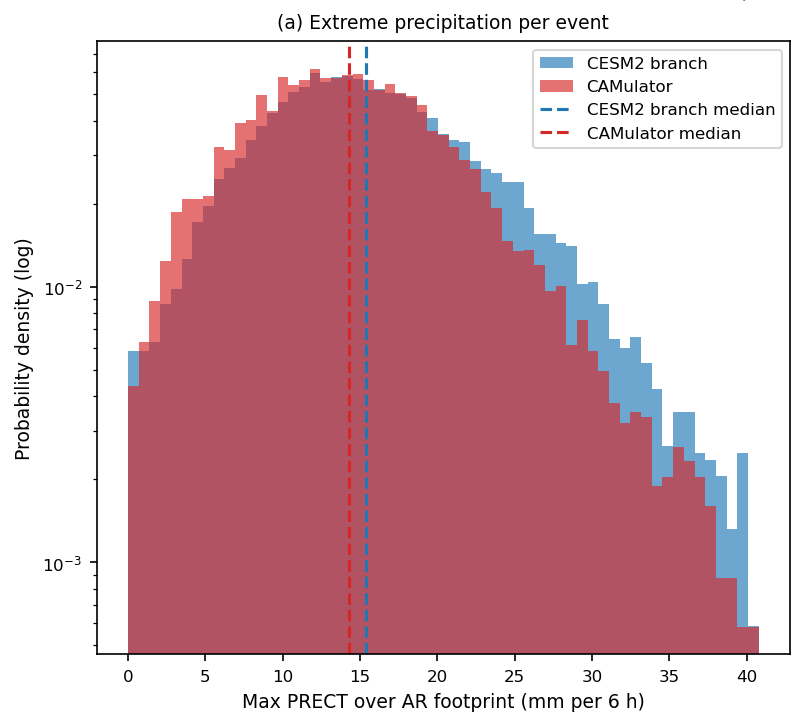 (a) Extreme precipitation per event
CESM2 branch
CAMulator
CESM2 branch median
CAMulator median
Probability density (log)
10⁻²
10⁻³
0 5 10 15 20 25 30 35 40
Max PRECT over AR footprint (mm per 6 h)